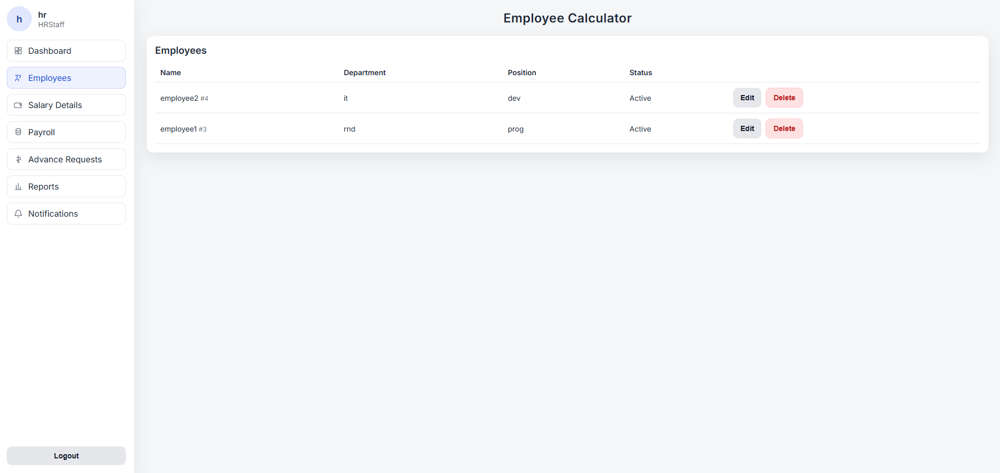 h
hr
HRStaff
Dashboard
Employees
Salary Details
Payroll
Advance Requests
Reports
Notifications
Logout
Employee Calculator
Employees
Name Department Position Status
employee2 #4 it dev Active Edit Delete
employee1 #3 rnd prog Active Edit Delete